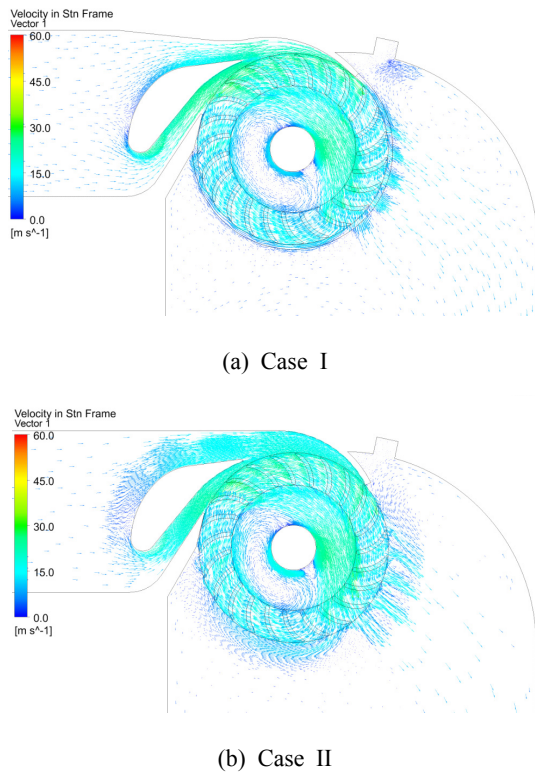 Velocity in Stn Frame
Vector 1
60.0
45.0
30.0
15.0
0.0
[m s^-1]
(a) Case I
Velocity in Stn Frame
Vector 1
60.0
45.0
30.0
15.0
0.0
[m s^-1]
(b) Case II